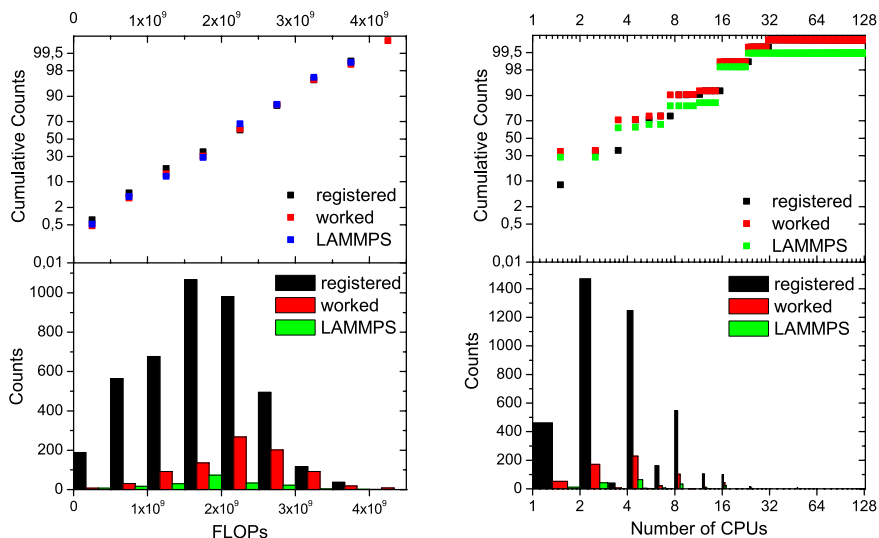 0 1x10⁹ 2x10⁹ 3x10⁹ 4x10⁹
99,5
98
90
70
50
30
10
2
0,5
0,01
Cumulative Counts
registered
worked
LAMMPS
1000
800
600
400
200
0
Counts
registered
worked
LAMMPS
0 1x10⁹ 2x10⁹ 3x10⁹ 4x10⁹
FLOPs
1 2 4 8 16 32 64 128
99,5
98
90
70
50
30
10
2
0,5
0,01
Cumulative Counts
registered
worked
LAMMPS
1400
1200
1000
800
600
400
200
0
Counts
registered
worked
LAMMPS
1 2 4 8 16 32 64 128
Number of CPUs